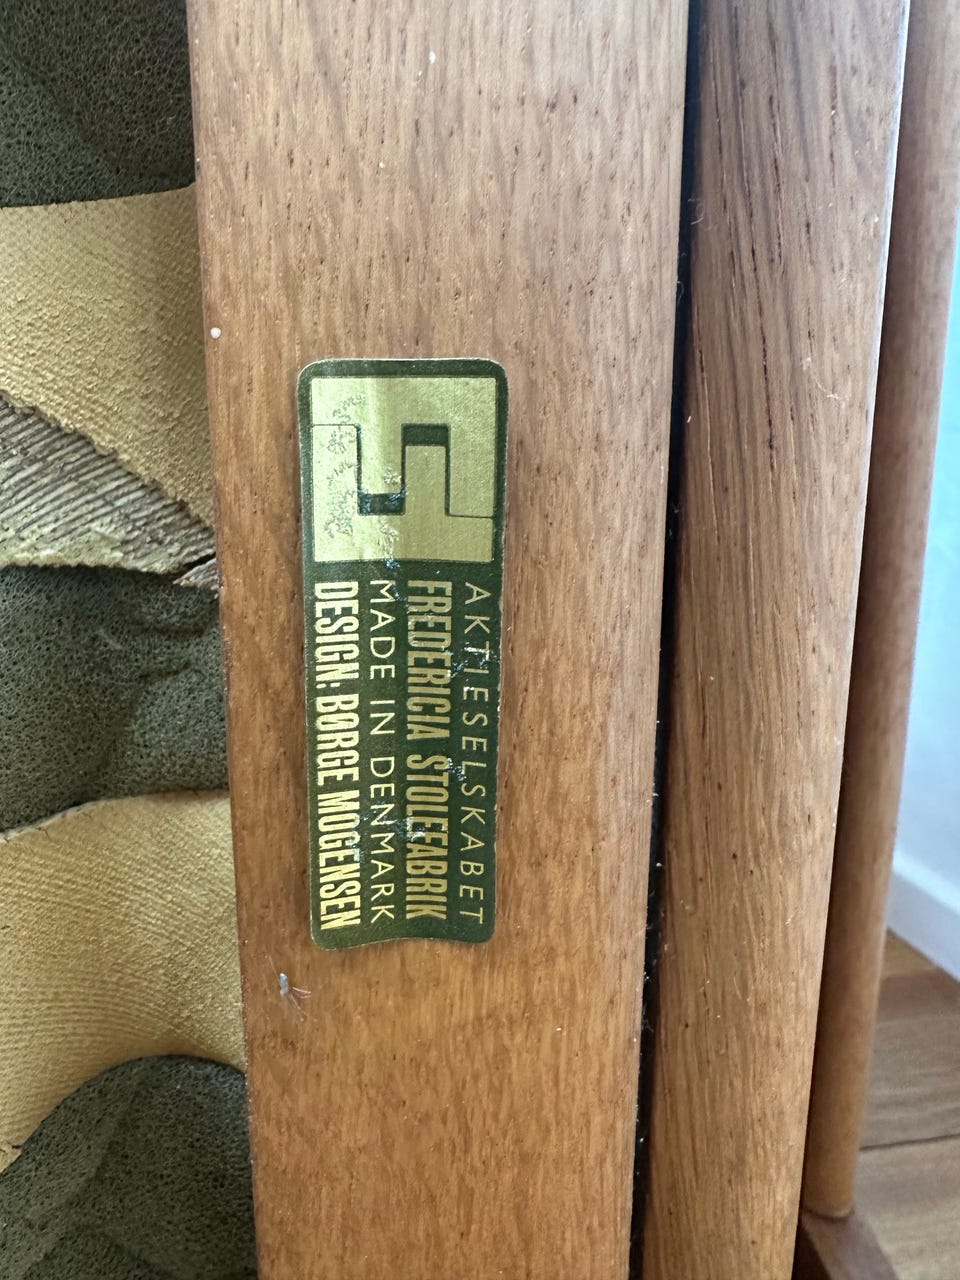 AKTIESELSKABET
FREDERICIA STOLEFABRIK
MADE IN DENMARK
DESIGN: BØRGE MOGENSEN